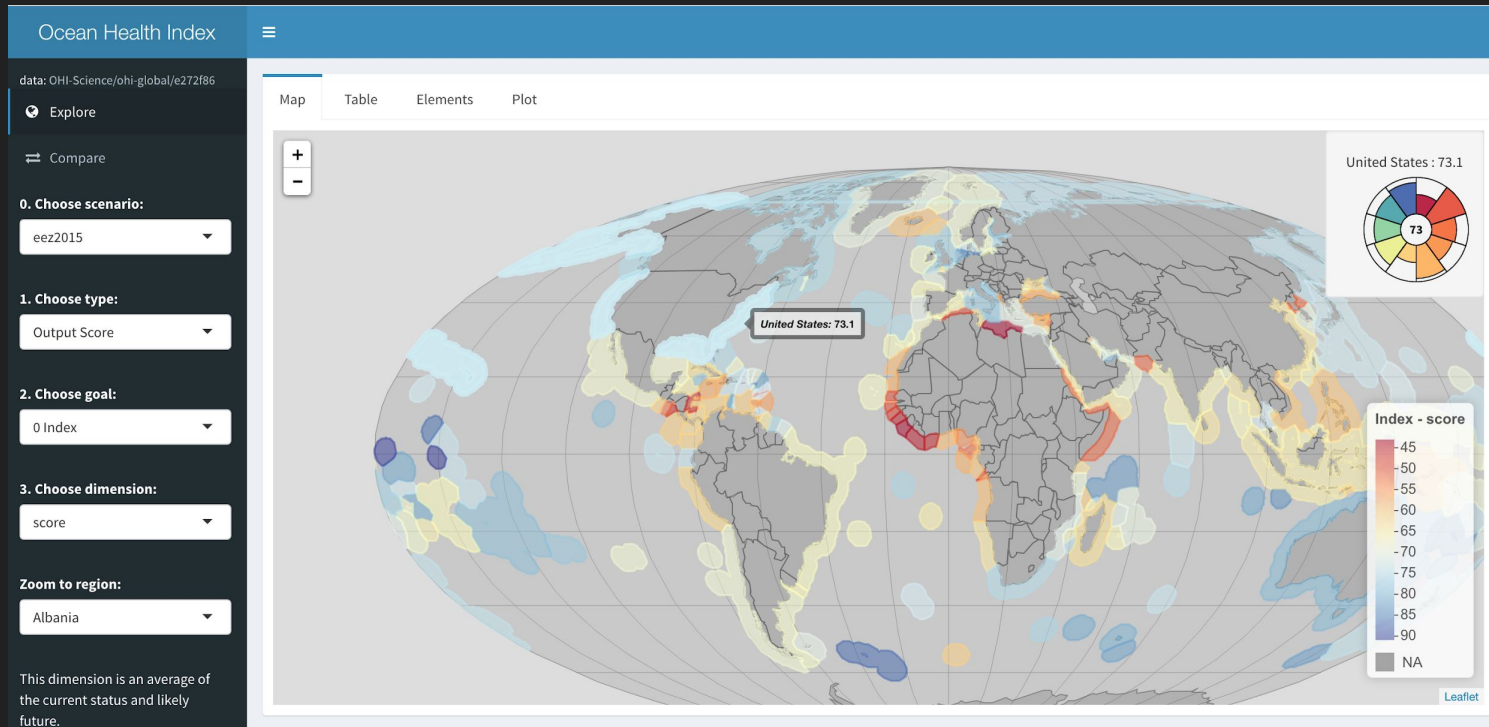 Ocean Health Index
data: OHI-Science/ohi-global/e272f86
Explore
Compare
0. Choose scenario:
eez2015
1. Choose type:
Output Score
2. Choose goal:
0 Index
3. Choose dimension:
score
Zoom to region:
Albania
This dimension is an average of
the current status and likely
future.
Map Table Elements Plot
+
−
United States: 73.1
United States : 73.1
73
Index - score
45
50
55
60
65
70
75
80
85
90
NA
Leaflet